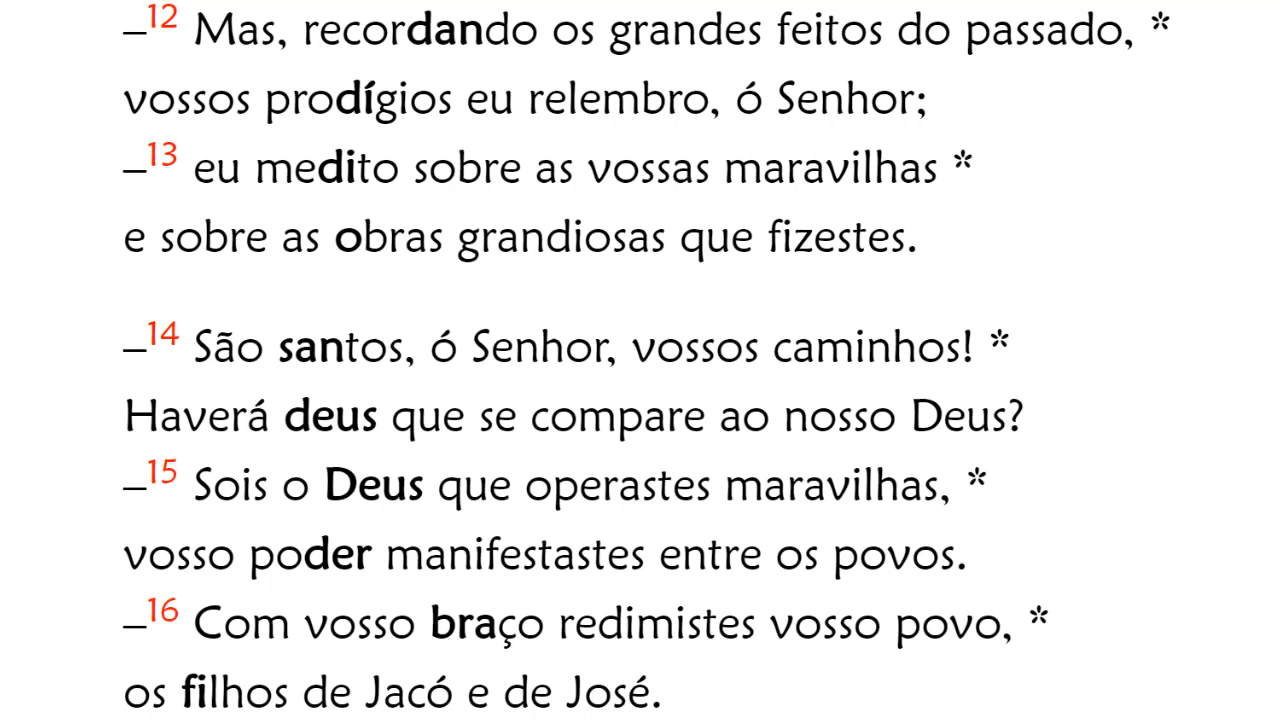 –12 Mas, recordando os grandes feitos do passado, *
vossos prodígios eu relembro, ó Senhor;
–13 eu medito sobre as vossas maravilhas *
e sobre as obras grandiosas que fizestes.
–14 São santos, ó Senhor, vossos caminhos! *
Haverá deus que se compare ao nosso Deus?
–15 Sois o Deus que operastes maravilhas, *
vosso poder manifestastes entre os povos.
–16 Com vosso braço redimistes vosso povo, *
os filhos de Jacó e de José.